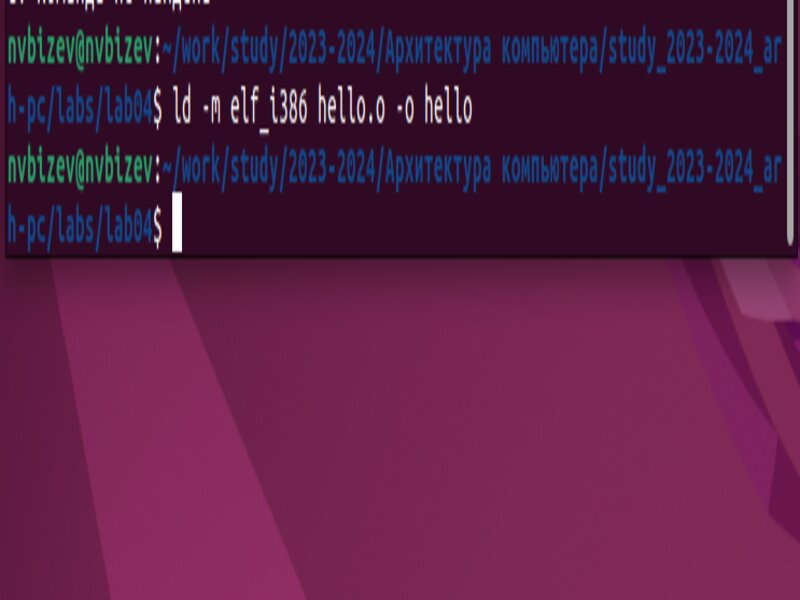 nvbizev@nvbizev:~/work/study/2023-2024/Архитектура компьютера/study_2023-2024_ar
h-pc/labs/lab04$ ld -m elf_i386 hello.o -o hello
nvbizev@nvbizev:~/work/study/2023-2024/Архитектура компьютера/study_2023-2024_ar
h-pc/labs/lab04$